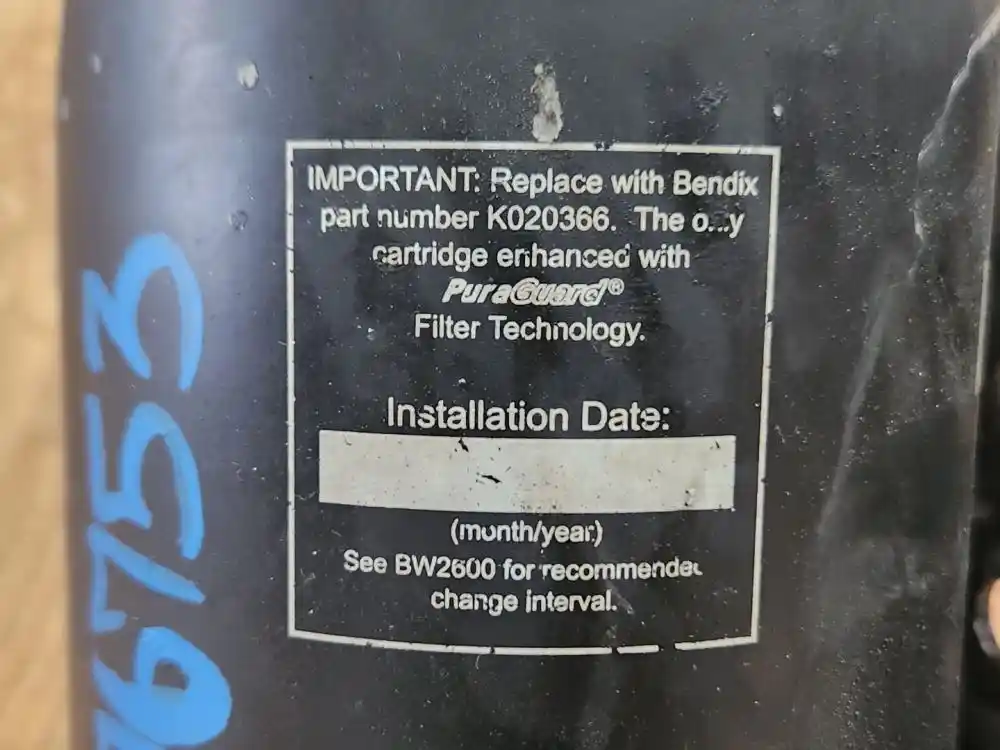 IMPORTANT: Replace with Bendix
part number K020366. The
cartridge enhanced with
PuraGuard®
Filter Technology.
Installation Date:
(month/year)
See BW2600 for recommended
change interval.
6753